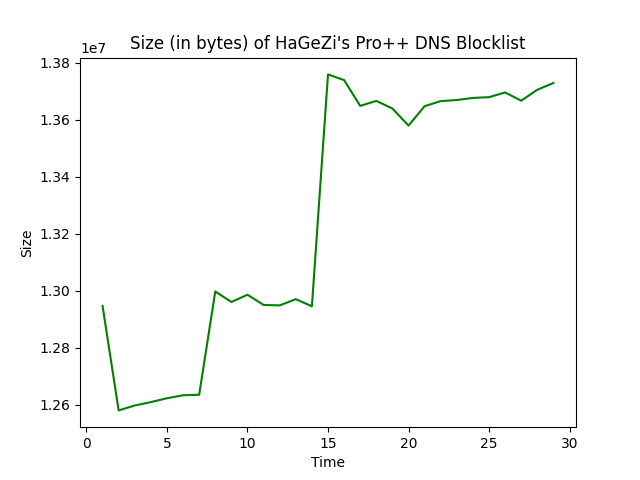 Size (in bytes) of HaGeZi's Pro++ DNS Blocklist
1e7
1.38
1.36
1.34
1.32
1.30
1.28
1.26
Size
0 5 10 15 20 25 30
Time